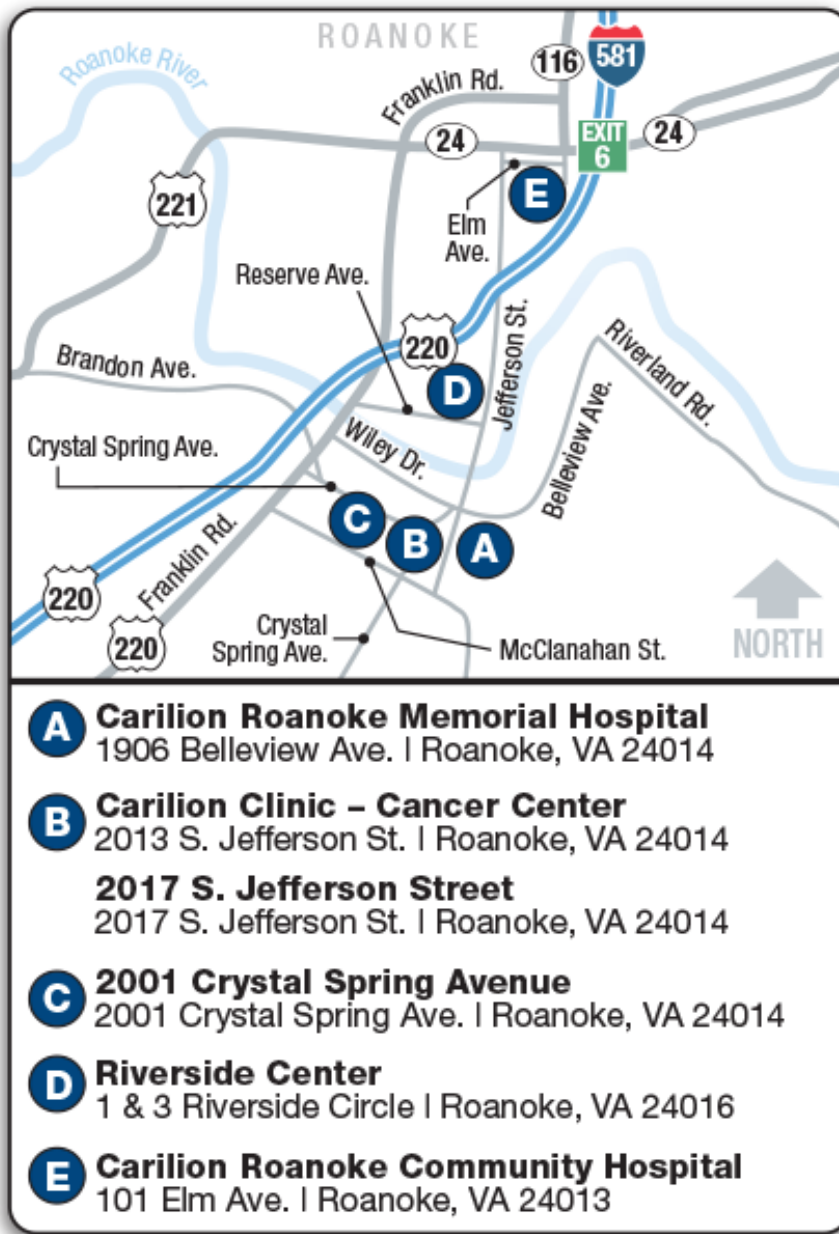 ROANOKE
Roanoke River
116
581
Franklin Rd.
24
EXIT
6
24
221
E
Elm
Ave.
Reserve Ave.
220
Jefferson St.
Riverland Rd.
Brandon Ave.
D
Belleview Ave.
Wiley Dr.
Crystal Spring Ave.
C
B
A
Franklin Rd.
220
220
Crystal
Spring Ave.
McClanahan St.
NORTH
A
Carilion Roanoke Memorial Hospital
1906 Belleview Ave. | Roanoke, VA 24014
B
Carilion Clinic – Cancer Center
2013 S. Jefferson St. | Roanoke, VA 24014
2017 S. Jefferson Street
2017 S. Jefferson St. | Roanoke, VA 24014
C
2001 Crystal Spring Avenue
2001 Crystal Spring Ave. | Roanoke, VA 24014
D
Riverside Center
1 & 3 Riverside Circle | Roanoke, VA 24016
E
Carilion Roanoke Community Hospital
101 Elm Ave. | Roanoke, VA 24013